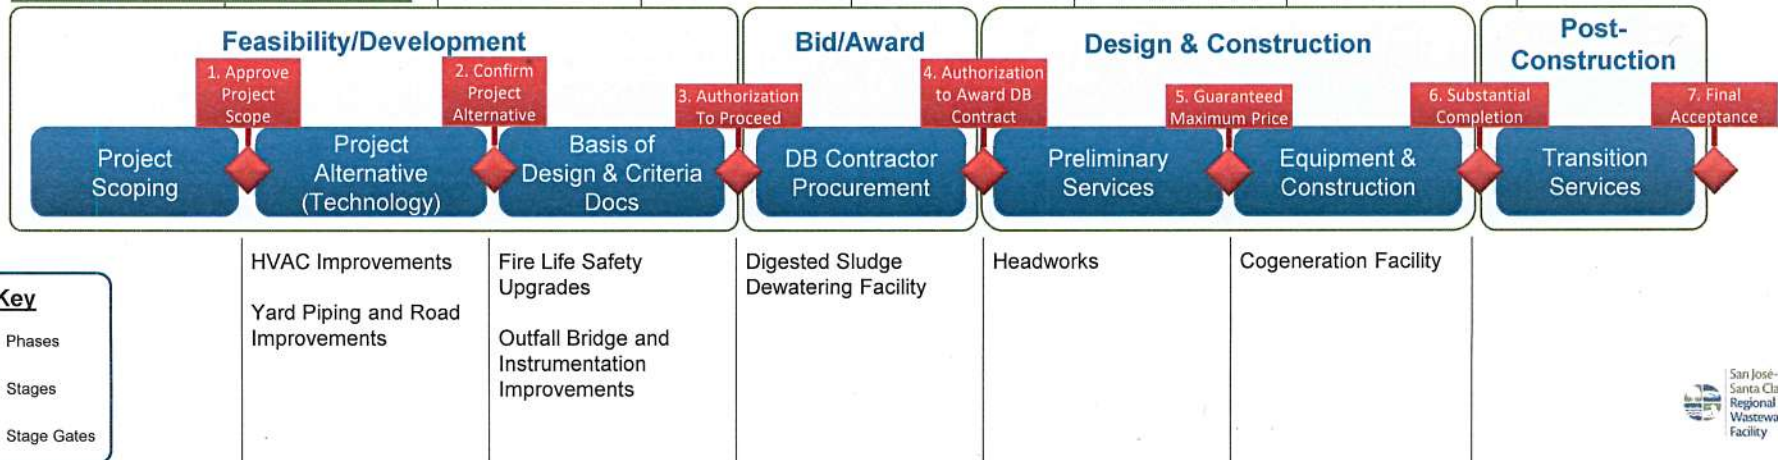 Feasibility/Development
Bid/Award
Design & Construction
Post-
Construction
1. Approve
Project
Scope
2. Confirm
Project
Alternative
3. Authorization
To Proceed
4. Authorization
to Award DB
Contract
5. Guaranteed
Maximum Price
6. Substantial
Completion
7. Final
Acceptance
Project
Scoping
Project
Alternative
(Technology)
Basis of
Design & Criteria
Docs
DB Contractor
Procurement
Preliminary
Services
Equipment &
Construction
Transition
Services
HVAC Improvements
Yard Piping and Road
Improvements
Fire Life Safety
Upgrades
Outfall Bridge and
Instrumentation
Improvements
Digested Sludge
Dewatering Facility
Headworks
Cogeneration Facility
Key
Phases
Stages
Stage Gates
San José-
Santa Cla
Regional
Wastewa
Facility